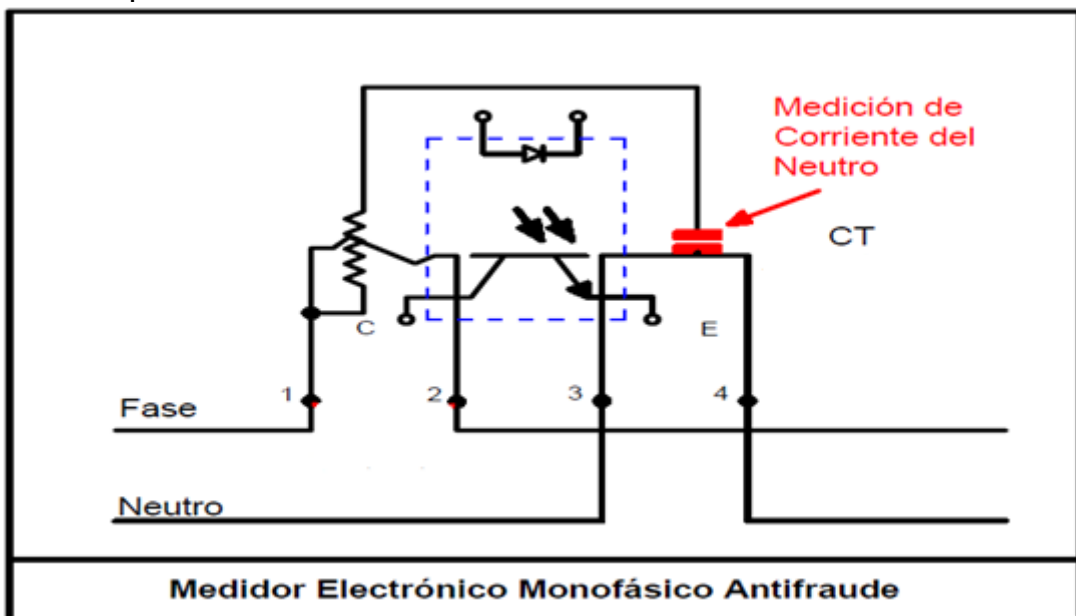 Medición de
Corriente del
Neutro
CT
C
E
1
2
3
4
Fase
Neutro
Medidor Electrónico Monofásico Antifraude